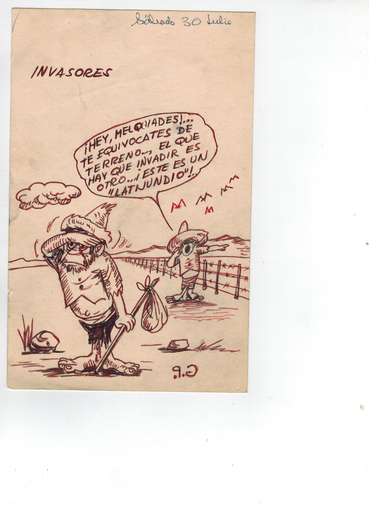 Sábado 30 Julio
INVASORES
¡HEY, MELQUIADES!...
TE EQUIVOCATES DE
TERRENO... EL QUE
HAY QUE INVADIR ES
OTRO...¡ESTE ES UN
"LATIJUNDIO"!
G.P.